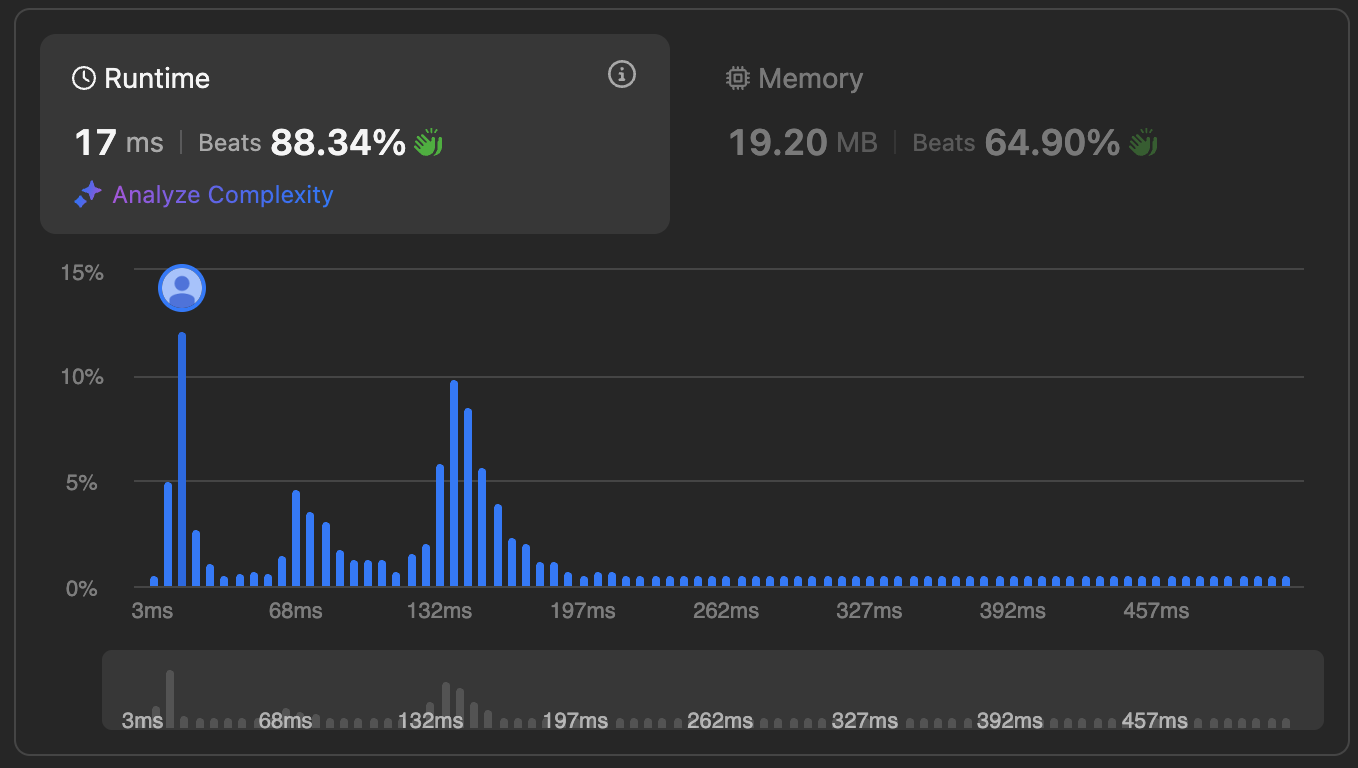 Runtime
17 ms | Beats 88.34%
Analyze Complexity
Memory
19.20 MB | Beats 64.90%
15%
10%
5%
0%
3ms 68ms 132ms 197ms 262ms 327ms 392ms 457ms
3ms 68ms 132ms 197ms 262ms 327ms 392ms 457ms